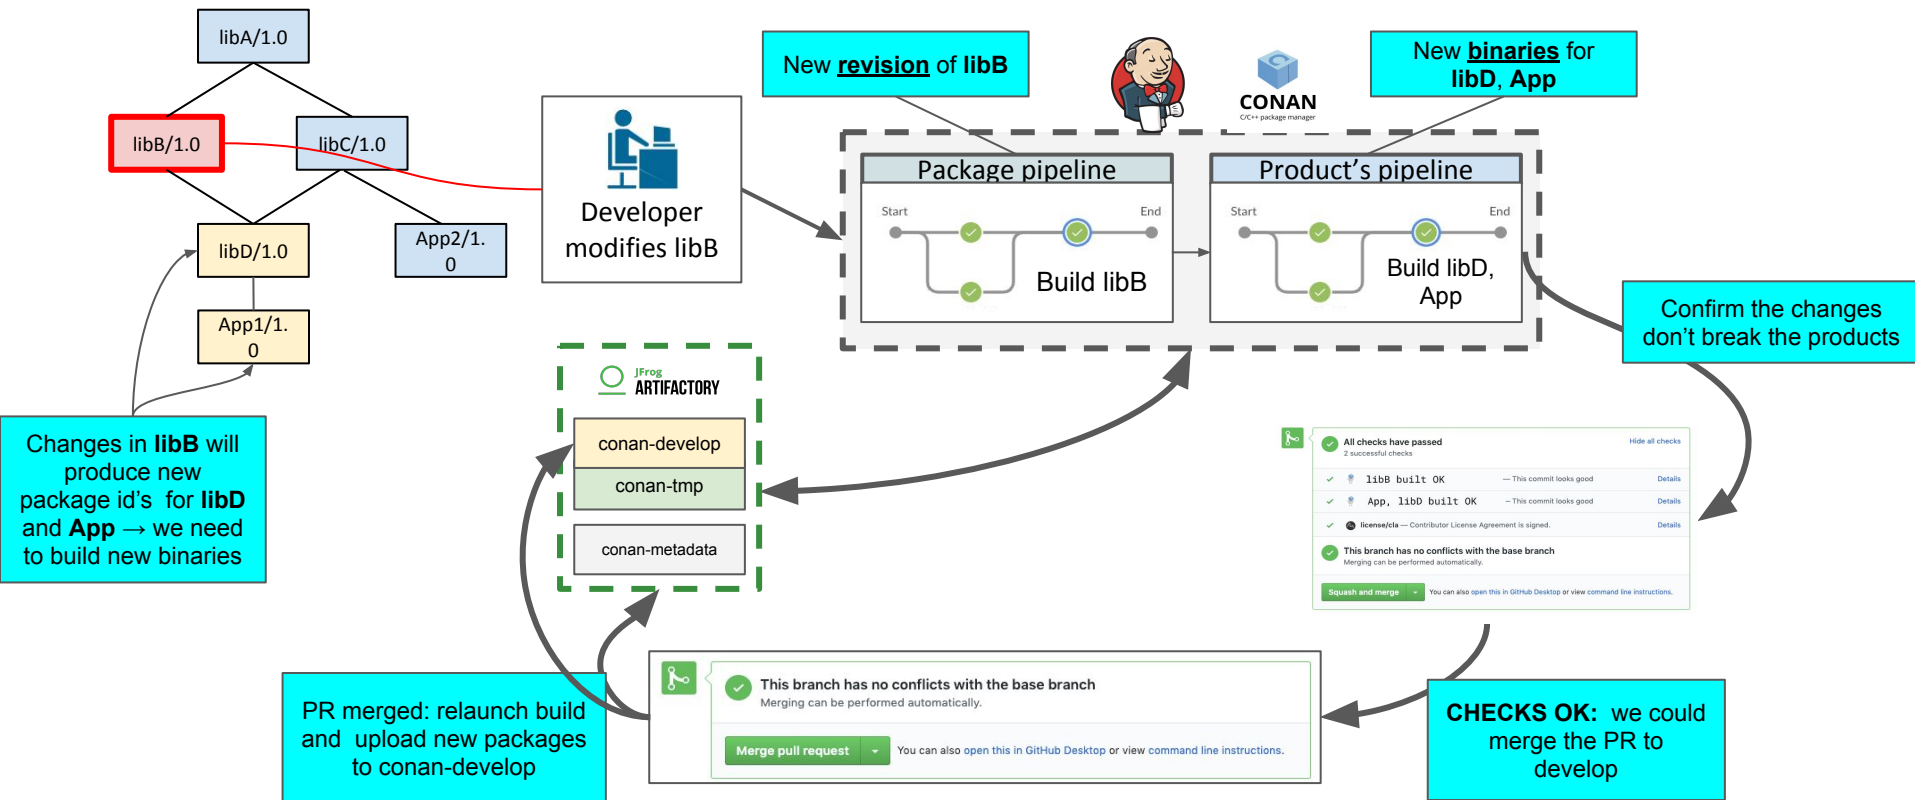 libA/1.0
libB/1.0
libC/1.0
libD/1.0
App2/1.
0
App1/1.
0
Changes in libB will
produce new
package id's for libD
and App → we need
to build new binaries
Developer
modifies libB
New revision of libB
CONAN
C/C++ package manager
New binaries for
libD, App
Package pipeline
Start
End
Build libB
Product's pipeline
Start
End
Build libD,
App
Confirm the changes
don't break the products
JFrog
ARTIFACTORY
conan-develop
conan-tmp
conan-metadata
All checks have passed
Hide all checks
2 successful checks
libB built OK — This commit looks good Details
App, libD built OK – This commit looks good Details
license/cla — Contributor License Agreement is signed. Details
This branch has no conflicts with the base branch
Merging can be performed automatically.
Squash and merge You can also open this in GitHub Desktop or view command line instructions.
CHECKS OK: we could
merge the PR to
develop
This branch has no conflicts with the base branch
Merging can be performed automatically.
Merge pull request You can also open this in GitHub Desktop or view command line instructions.
PR merged: relaunch build
and upload new packages
to conan-develop